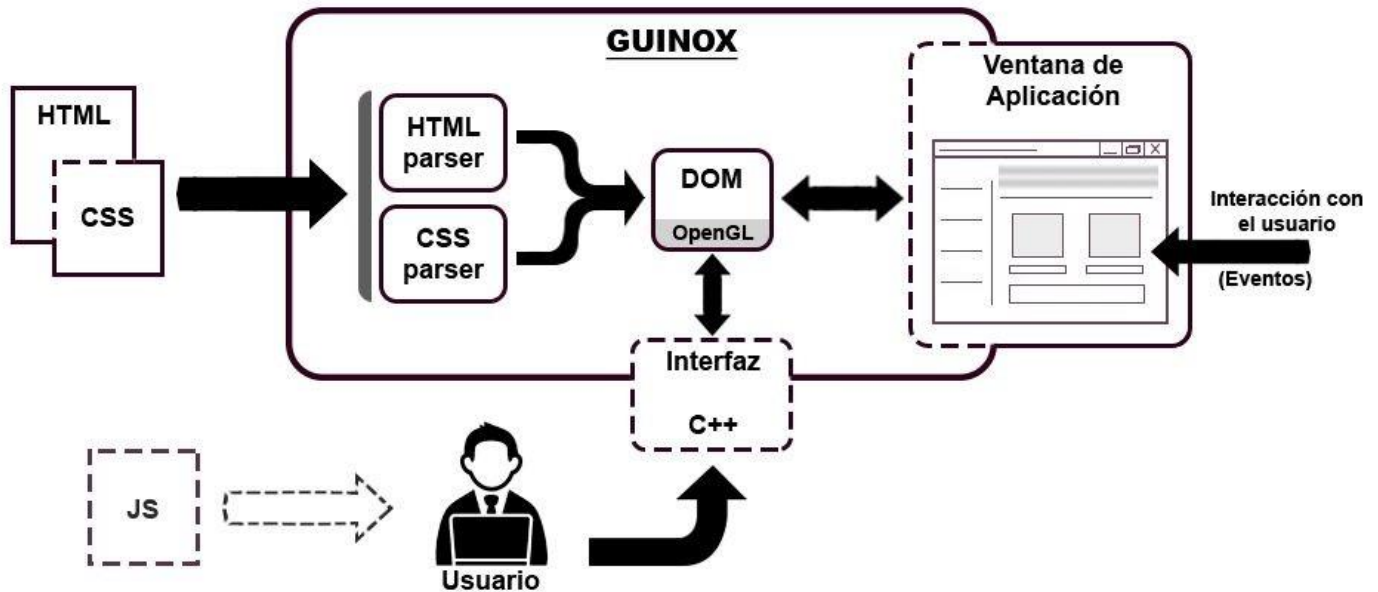 GUINOX
HTML
CSS
HTML
parser
CSS
parser
DOM
OpenGL
Ventana de
Aplicación
Interacción con
el usuario
(Eventos)
Interfaz
C++
JS
Usuario